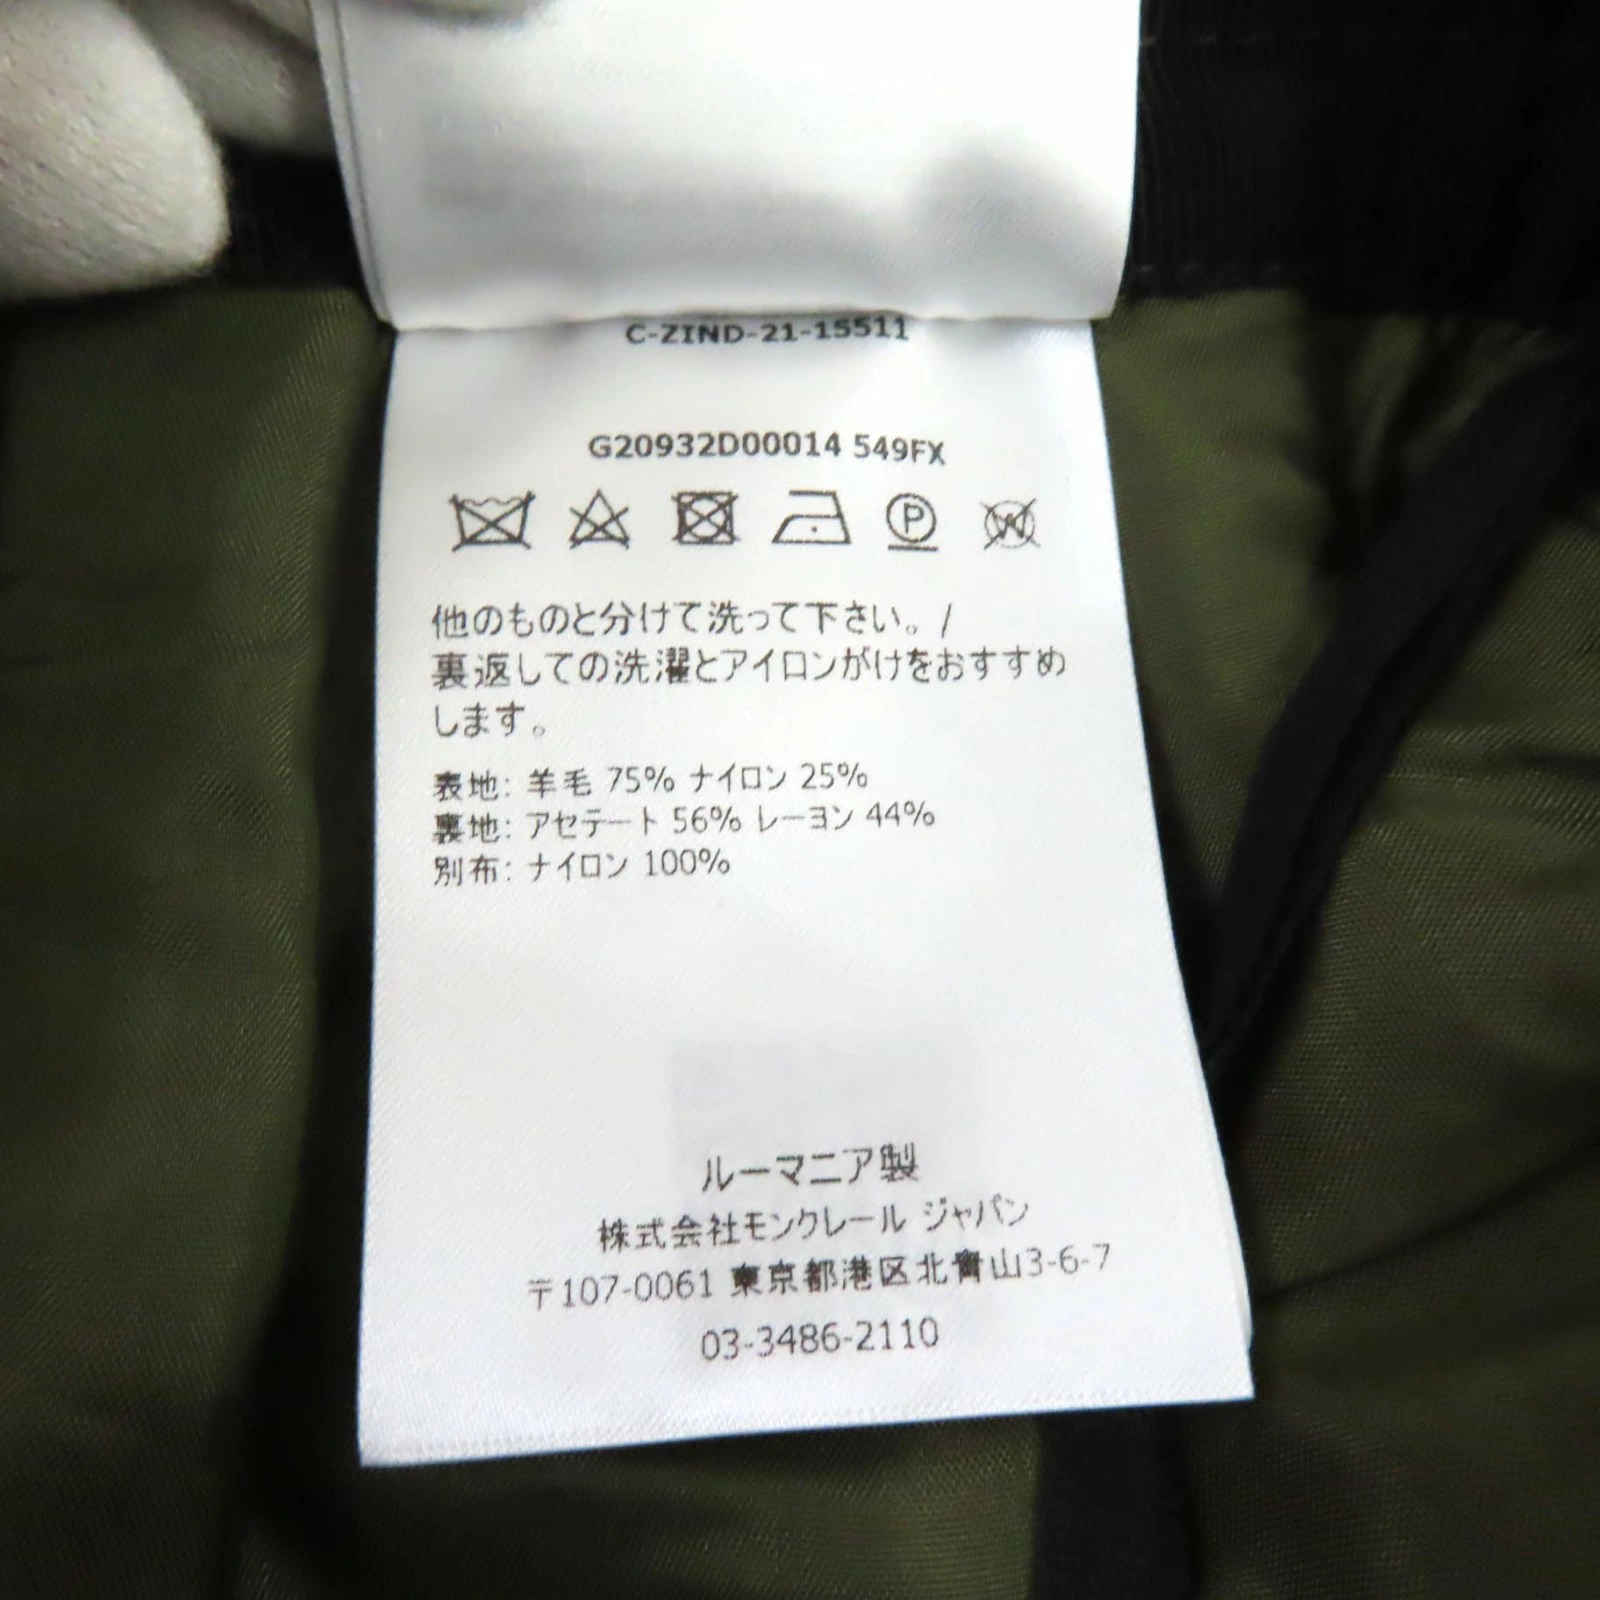 C-ZIND-21-15511
G20932D00014 549FX
P W
他のものと分けて洗って下さい。/
裏返しての洗濯とアイロンがけをおすすめ
します。
表地: 羊毛 75% ナイロン 25%
裏地: アセテート 56% レーヨン 44%
別布: ナイロン 100%
ルーマニア製
株式会社モンクレール ジャパン
〒107-0061 東京都港区北青山3-6-7
03-3486-2110